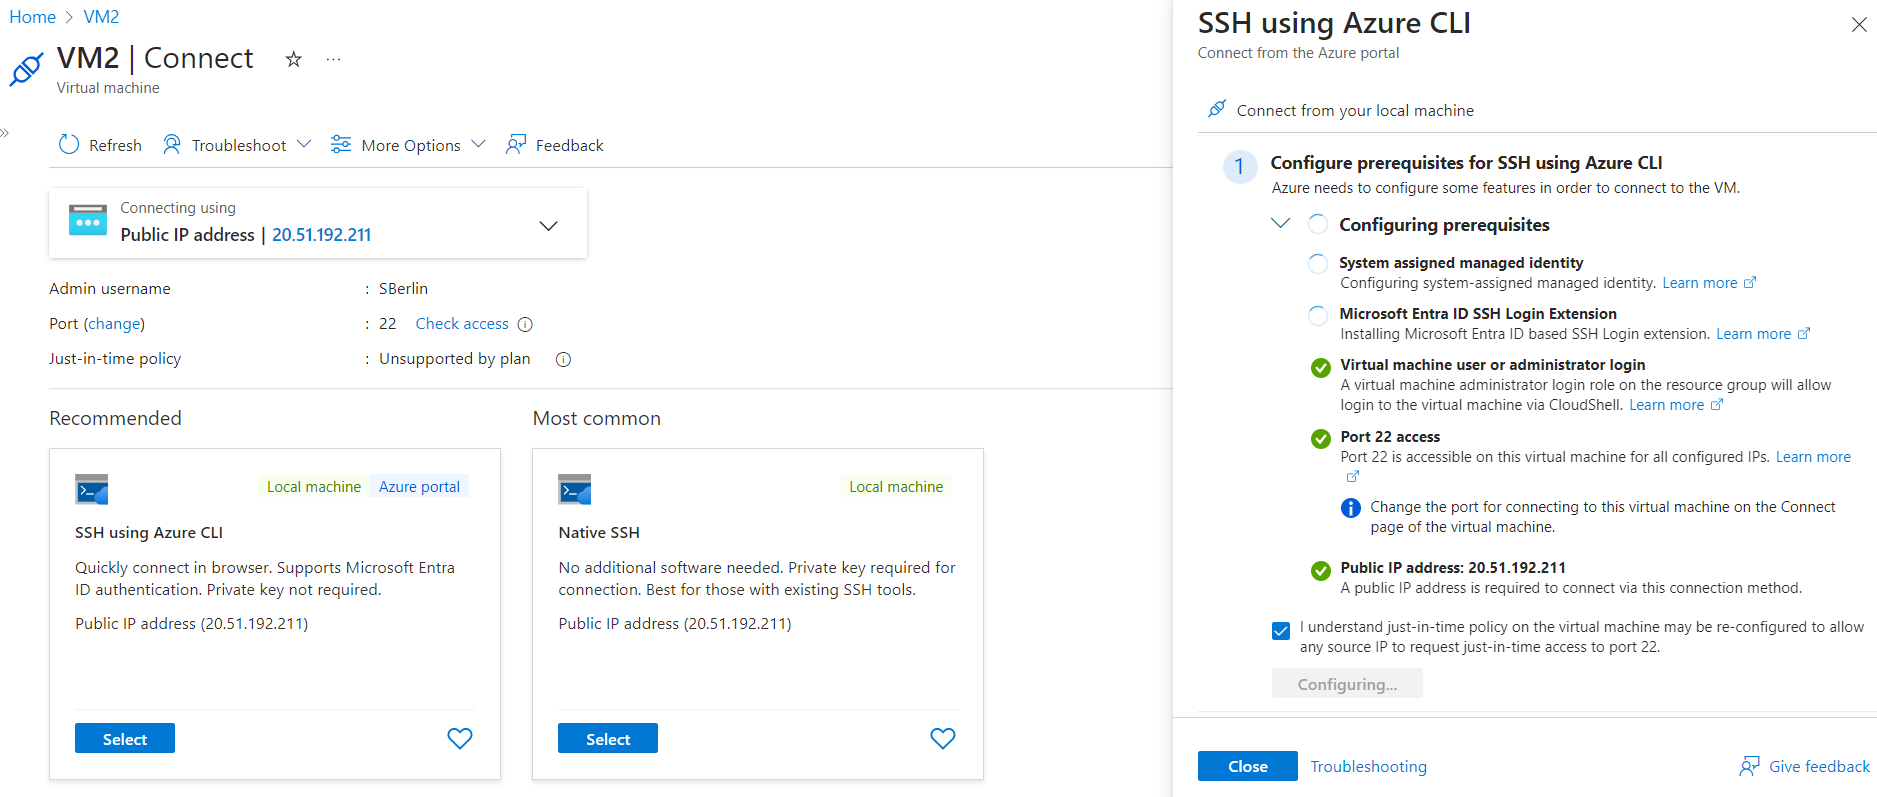 Home > VM2
VM2 | Connect
Virtual machine
Refresh Troubleshoot More Options Feedback
Connecting using
Public IP address | 20.51.192.211
Admin username : SBerlin
Port (change) : 22 Check access
Just-in-time policy : Unsupported by plan
Recommended
Local machine Azure portal
SSH using Azure CLI
Quickly connect in browser. Supports Microsoft Entra
ID authentication. Private key not required.
Public IP address (20.51.192.211)
Select
Most common
Local machine
Native SSH
No additional software needed. Private key required for
connection. Best for those with existing SSH tools.
Public IP address (20.51.192.211)
Select
SSH using Azure CLI
Connect from the Azure portal
Connect from your local machine
1 Configure prerequisites for SSH using Azure CLI
Azure needs to configure some features in order to connect to the VM.
Configuring prerequisites
System assigned managed identity
Configuring system-assigned managed identity. Learn more
Microsoft Entra ID SSH Login Extension
Installing Microsoft Entra ID based SSH Login extension. Learn more
Virtual machine user or administrator login
A virtual machine administrator login role on the resource group will allow
login to the virtual machine via CloudShell. Learn more
Port 22 access
Port 22 is accessible on this virtual machine for all configured IPs. Learn more
Change the port for connecting to this virtual machine on the Connect
page of the virtual machine.
Public IP address: 20.51.192.211
A public IP address is required to connect via this connection method.
I understand just-in-time policy on the virtual machine may be re-configured to allow
any source IP to request just-in-time access to port 22.
Configuring...
Close Troubleshooting Give feedback